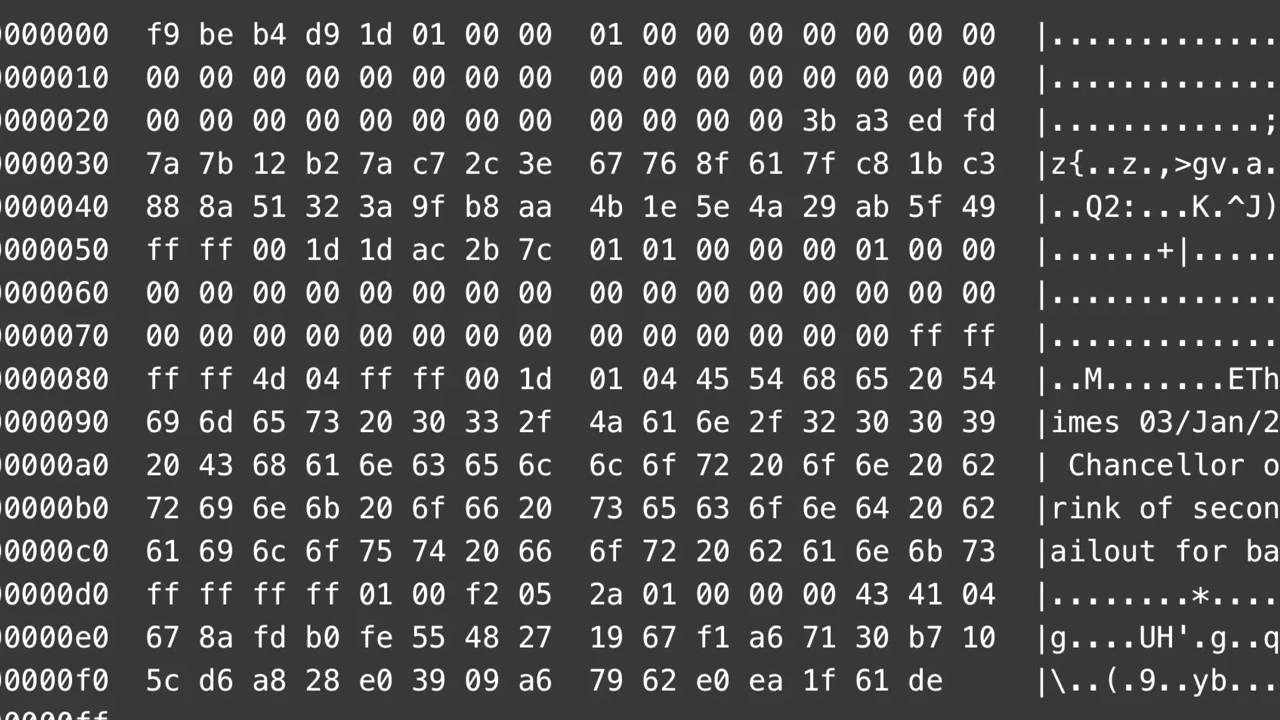 0000000 f9 be b4 d9 1d 01 00 00 01 00 00 00 00 00 00 00 |.............
0000010 00 00 00 00 00 00 00 00 00 00 00 00 00 00 00 00 |.............
0000020 00 00 00 00 00 00 00 00 00 00 00 00 3b a3 ed fd |............;
0000030 7a 7b 12 b2 7a c7 2c 3e 67 76 8f 61 7f c8 1b c3 |z{..z.,>gv.a.
0000040 88 8a 51 32 3a 9f b8 aa 4b 1e 5e 4a 29 ab 5f 49 |..Q2:...K.^J)
0000050 ff ff 00 1d 1d ac 2b 7c 01 01 00 00 00 01 00 00 |......+|.....
0000060 00 00 00 00 00 00 00 00 00 00 00 00 00 00 00 00 |.............
0000070 00 00 00 00 00 00 00 00 00 00 00 00 00 00 ff ff |.............
0000080 ff ff 4d 04 ff ff 00 1d 01 04 45 54 68 65 20 54 |..M.......ETh
0000090 69 6d 65 73 20 30 33 2f 4a 61 6e 2f 32 30 30 39 |imes 03/Jan/2
00000a0 20 43 68 61 6e 63 65 6c 6c 6f 72 20 6f 6e 20 62 | Chancellor o
00000b0 72 69 6e 6b 20 6f 66 20 73 65 63 6f 6e 64 20 62 |rink of secon
00000c0 61 69 6c 6f 75 74 20 66 6f 72 20 62 61 6e 6b 73 |ailout for ba
00000d0 ff ff ff ff 01 00 f2 05 2a 01 00 00 00 43 41 04 |........*....
00000e0 67 8a fd b0 fe 55 48 27 19 67 f1 a6 71 30 b7 10 |g....UH'.g..q
00000f0 5c d6 a8 28 e0 39 09 a6 79 62 e0 ea 1f 61 de |\..(.9..yb...